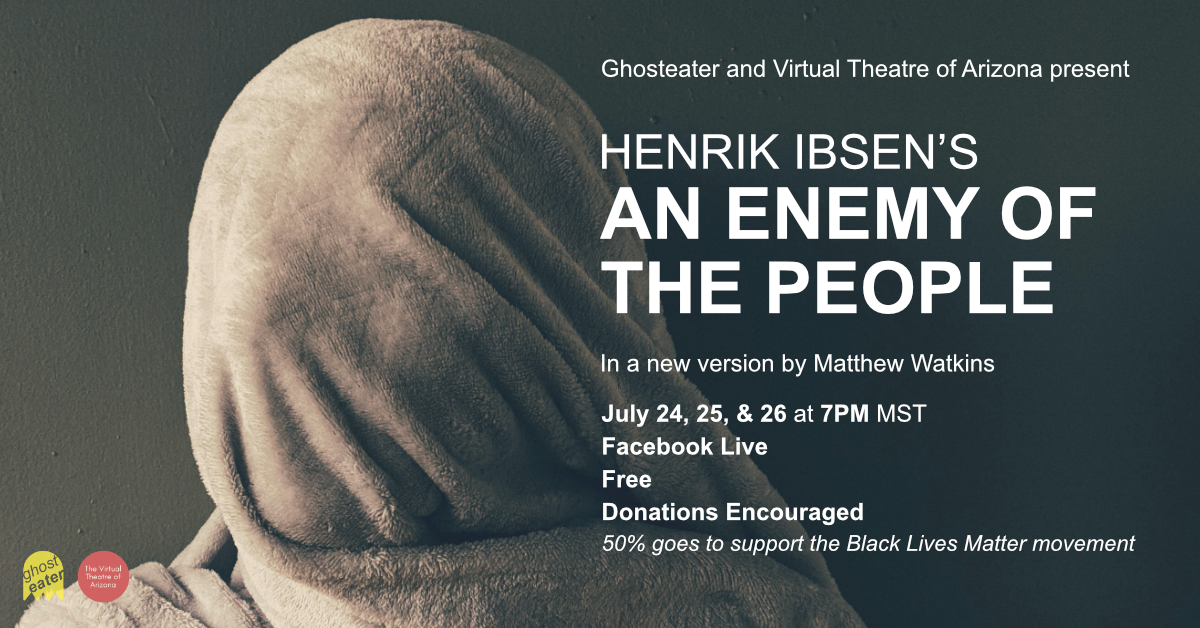 Ghosteater and Virtual Theatre of Arizona present
HENRIK IBSEN’S
AN ENEMY OF
THE PEOPLE
In a new version by Matthew Watkins
July 24, 25, & 26 at 7PM MST
Facebook Live
Free
Donations Encouraged
50% goes to support the Black Lives Matter movement
ghost
eater
The Virtual
Theatre of
Arizona